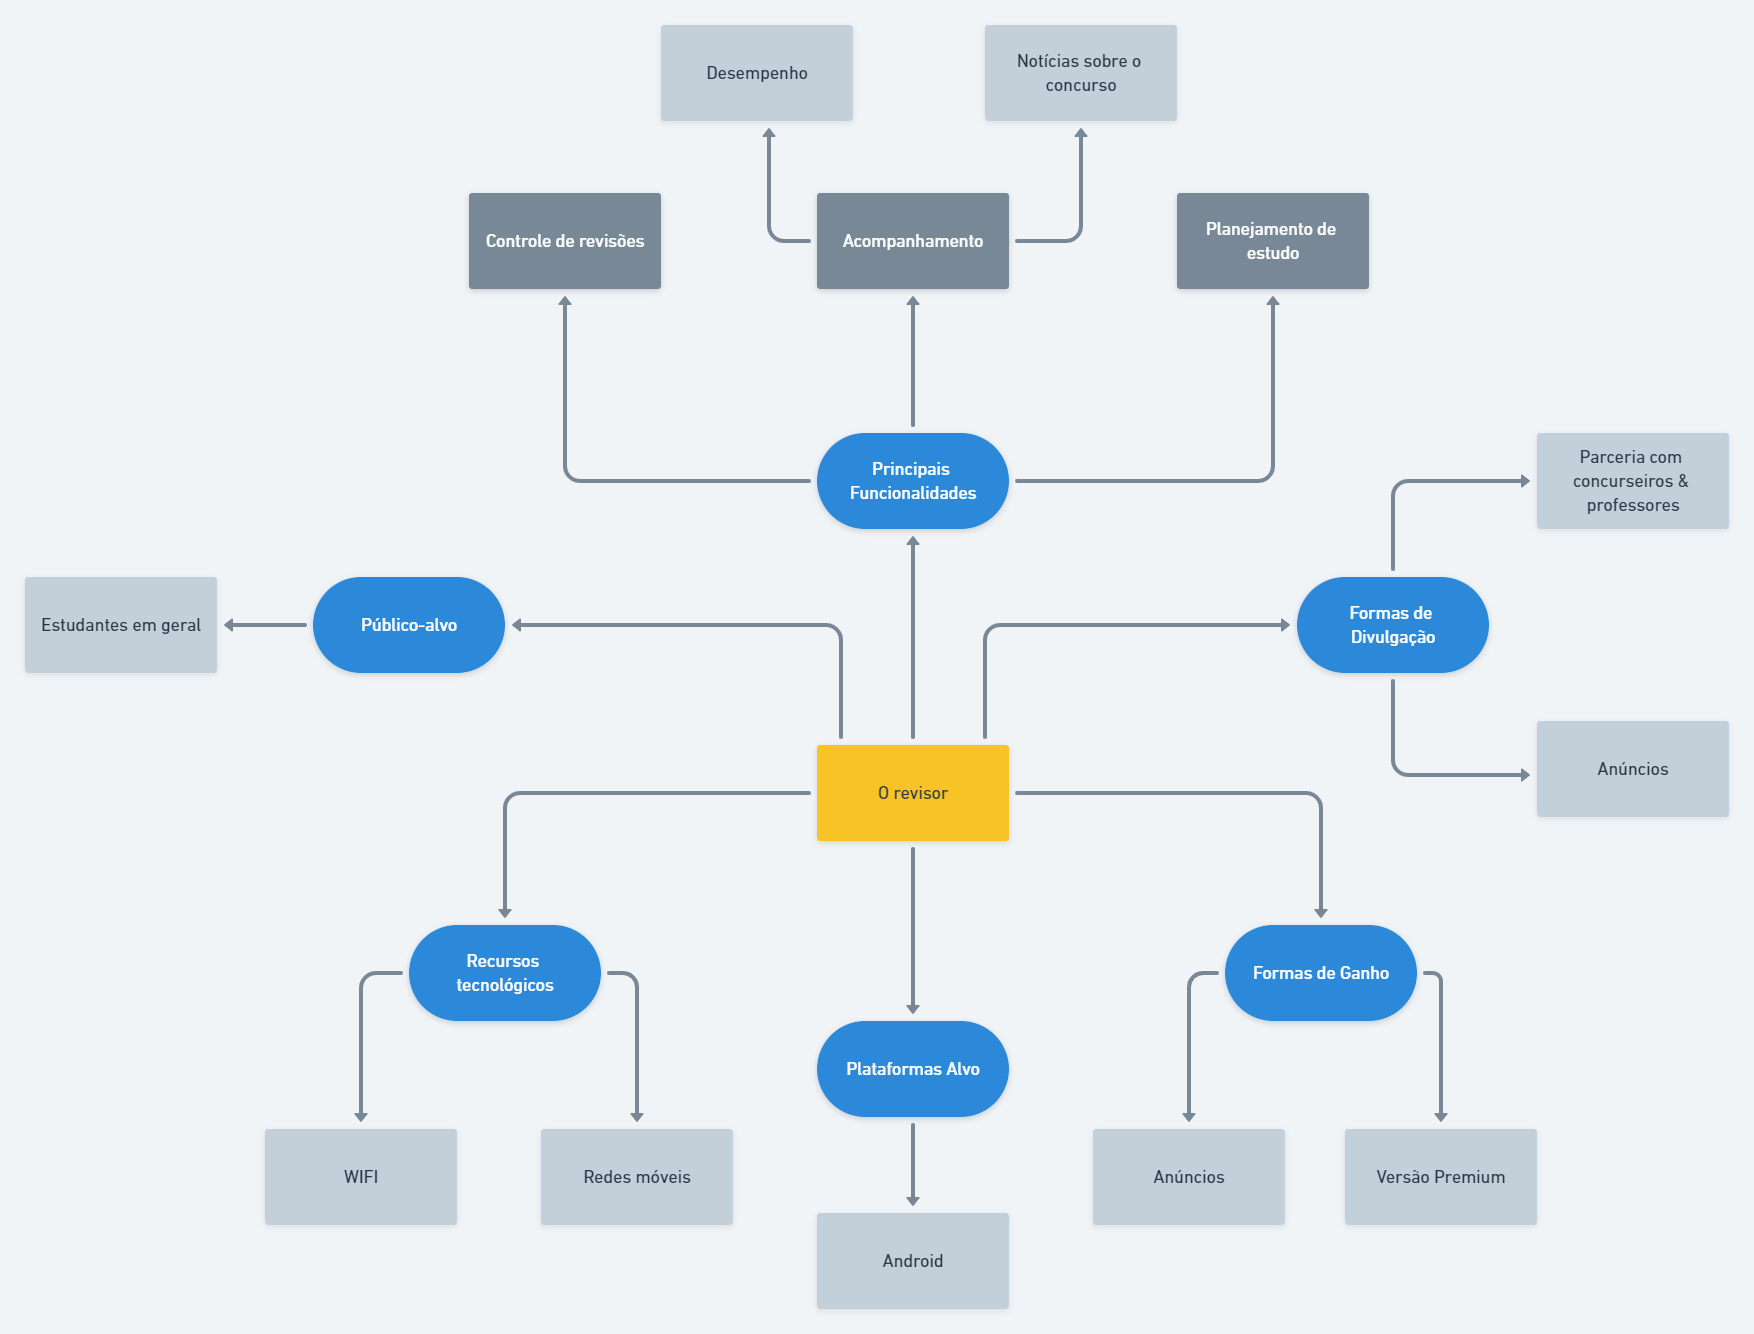 Desempenho
Notícias sobre o
concurso
Controle de revisões
Acompanhamento
Planejamento de
estudo
Principais
Funcionalidades
Parceria com
concurseiros &
professores
Estudantes em geral
Público-alvo
Formas de
Divulgação
Anúncios
O revisor
Recursos
tecnológicos
Formas de Ganho
Plataformas Alvo
WIFI
Redes móveis
Anúncios
Versão Premium
Android